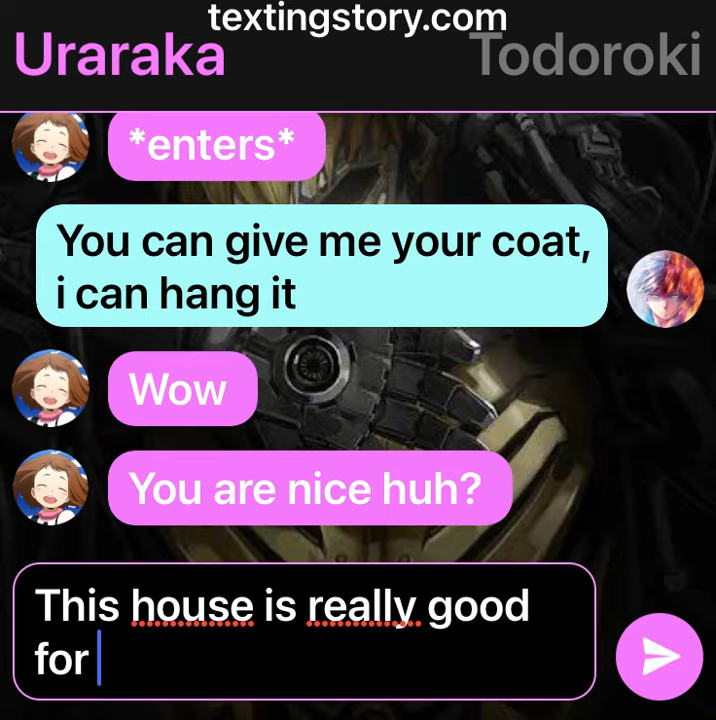 textingstory.com
Uraraka
Todoroki
*enters*
You can give me your coat,
i can hang it
Wow
You are nice huh?
This house is really good
for